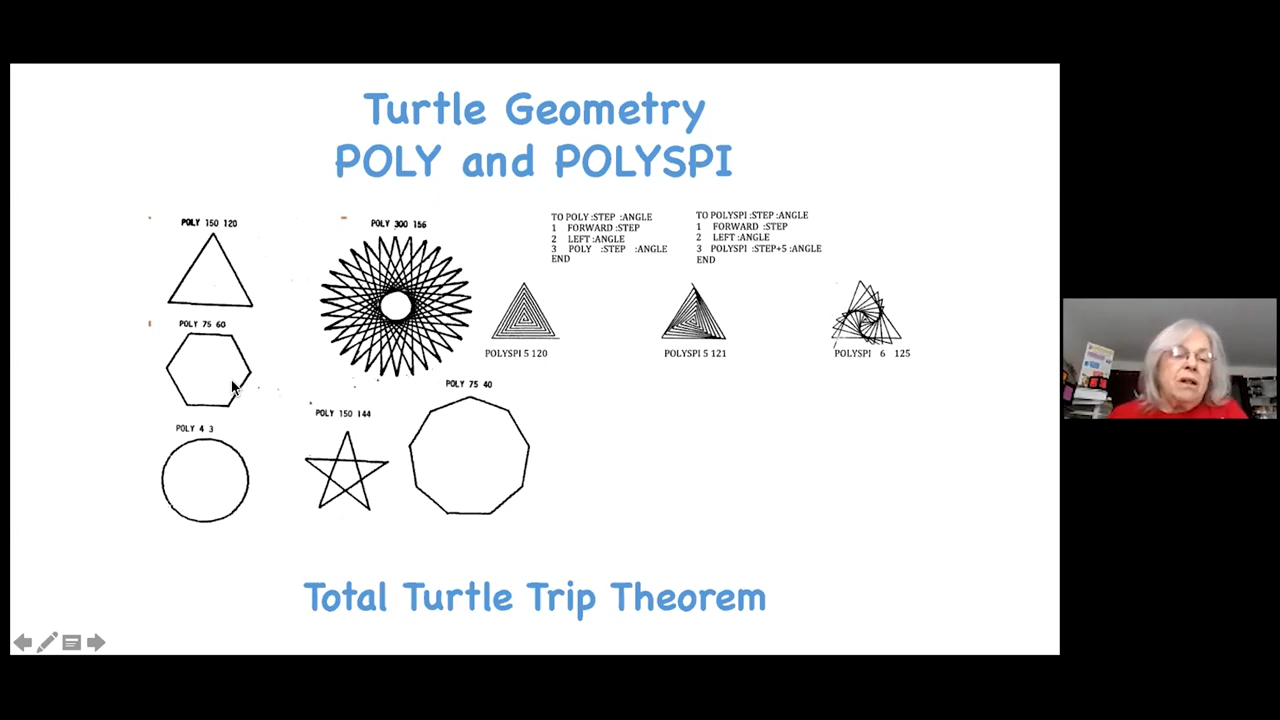 Turtle Geometry
POLY and POLYSPI
POLY 150 120
POLY 300 156
TO POLY :STEP :ANGLE
1 FORWARD :STEP
2 LEFT :ANGLE
3 POLY :STEP :ANGLE
END
TO POLYSPI :STEP :ANGLE
1 FORWARD :STEP
2 LEFT :ANGLE
3 POLYSPI :STEP+5 :ANGLE
END
POLY 75 60
POLYSPI 5 120
POLYSPI 5 121
POLYSPI 6 125
POLY 75 40
POLY 150 144
POLY 4 3
Total Turtle Trip Theorem